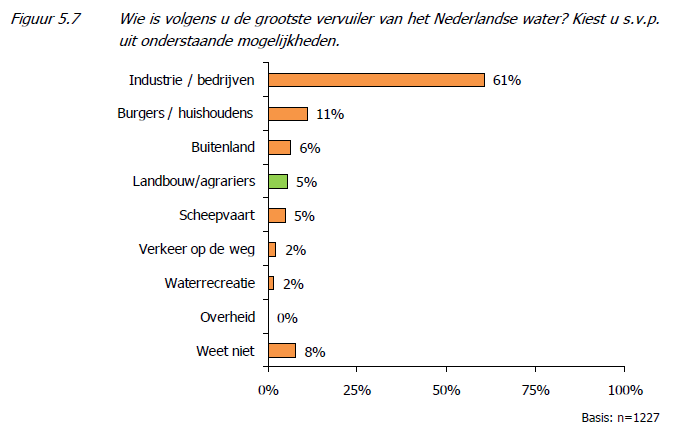 Figuur 5.7 Wie is volgens u de grootste vervuiler van het Nederlandse water? Kiest u s.v.p.
uit onderstaande mogelijkheden.
Industrie / bedrijven 61%
Burgers / huishoudens 11%
Buitenland 6%
Landbouw/agrariers 5%
Scheepvaart 5%
Verkeer op de weg 2%
Waterrecreatie 2%
Overheid 0%
Weet niet 8%
0% 25% 50% 75% 100%
Basis: n=1227